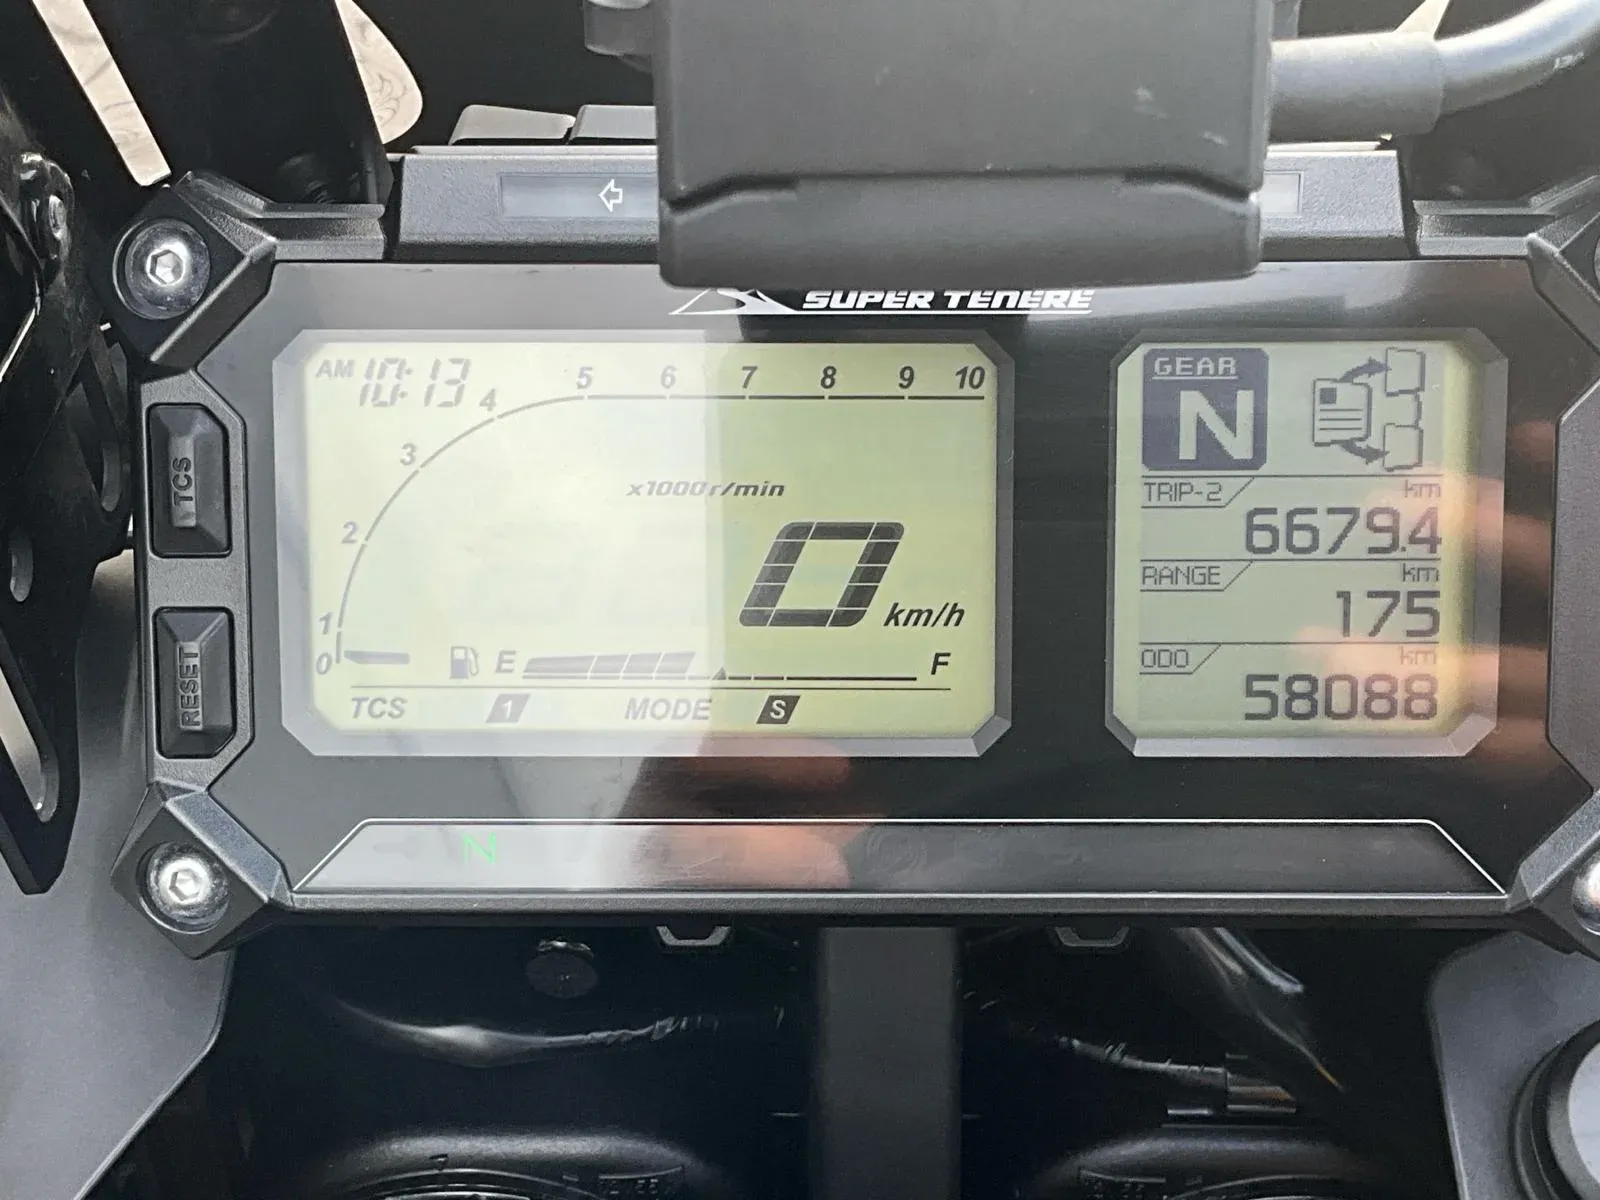 SUPER TENERE
AM 10:13
0 1 2 3 4 5 6 7 8 9 10
x1000r/min
0 km/h
E F
TCS 1 MODE S
GEAR
N
TRIP-2 km
6679.4
RANGE km
175
ODO km
58088
TCS
RESET
N